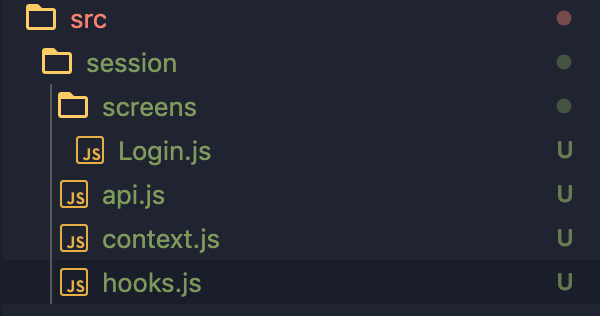 src
session
screens
JS Login.js U
JS api.js U
JS context.js U
JS hooks.js U